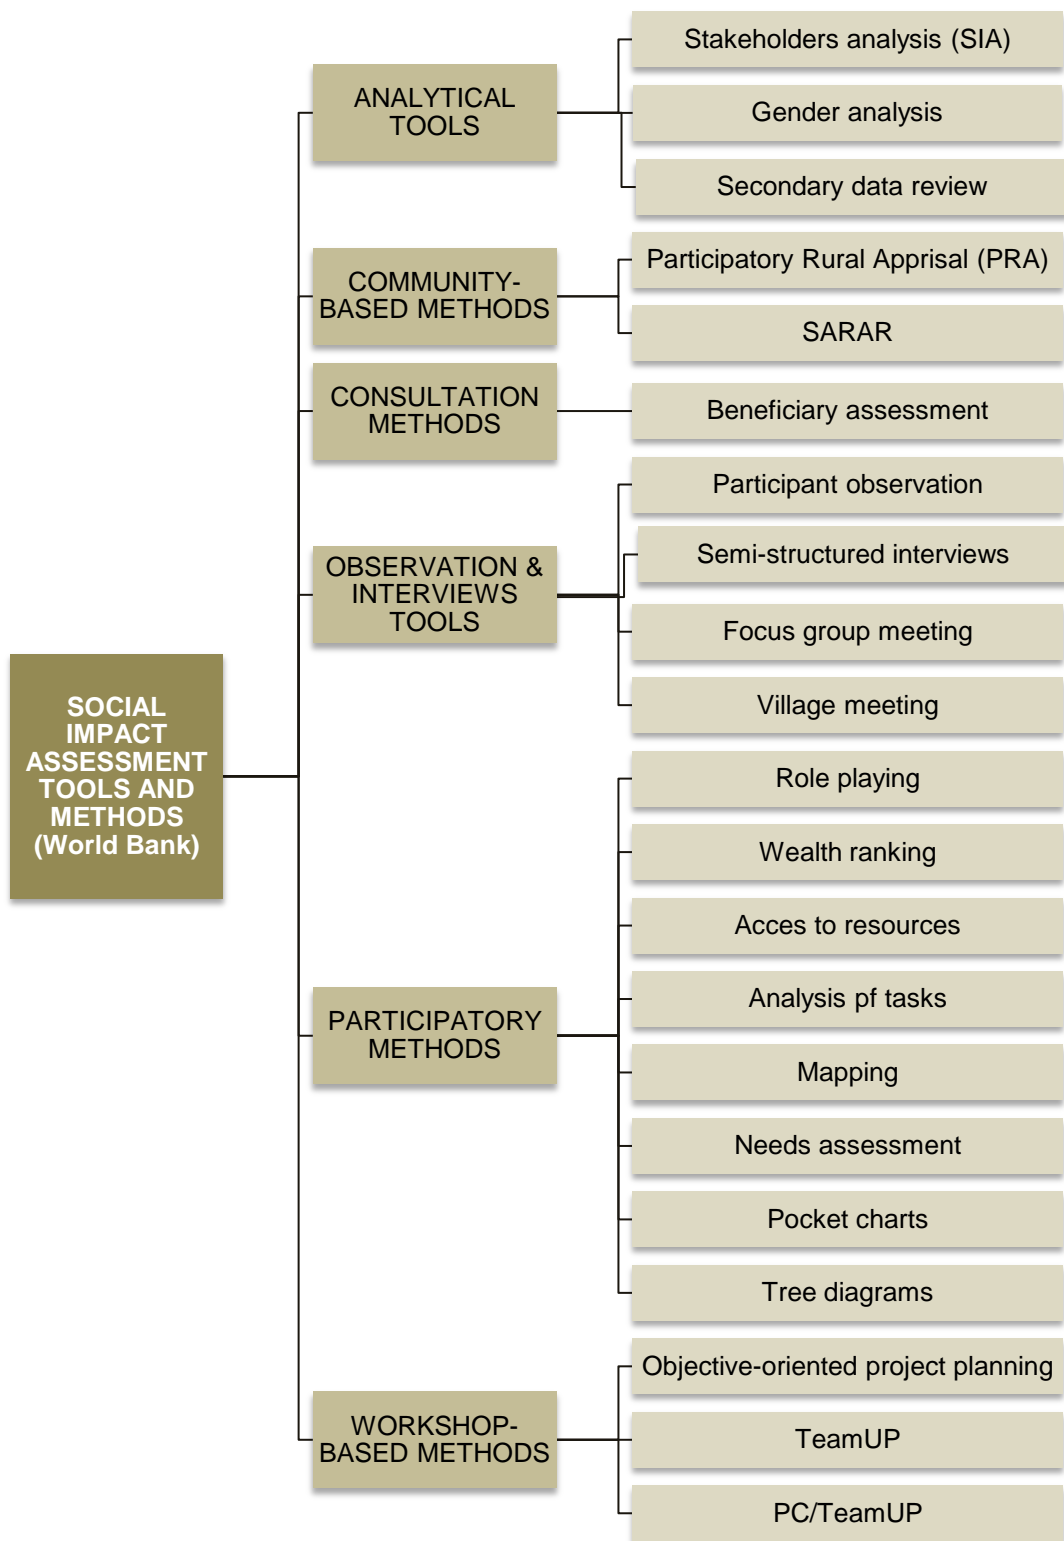 SOCIAL
IMPACT
ASSESSMENT
TOOLS AND
METHODS
(World Bank)
ANALYTICAL
TOOLS
Stakeholders analysis (SIA)
Gender analysis
Secondary data review
COMMUNITY-
BASED METHODS
Participatory Rural Apprisal (PRA)
SARAR
CONSULTATION
METHODS
Beneficiary assessment
OBSERVATION &
INTERVIEWS
TOOLS
Participant observation
Semi-structured interviews
Focus group meeting
Village meeting
PARTICIPATORY
METHODS
Role playing
Wealth ranking
Acces to resources
Analysis pf tasks
Mapping
Needs assessment
Pocket charts
Tree diagrams
WORKSHOP-
BASED METHODS
Objective-oriented project planning
TeamUP
PC/TeamUP